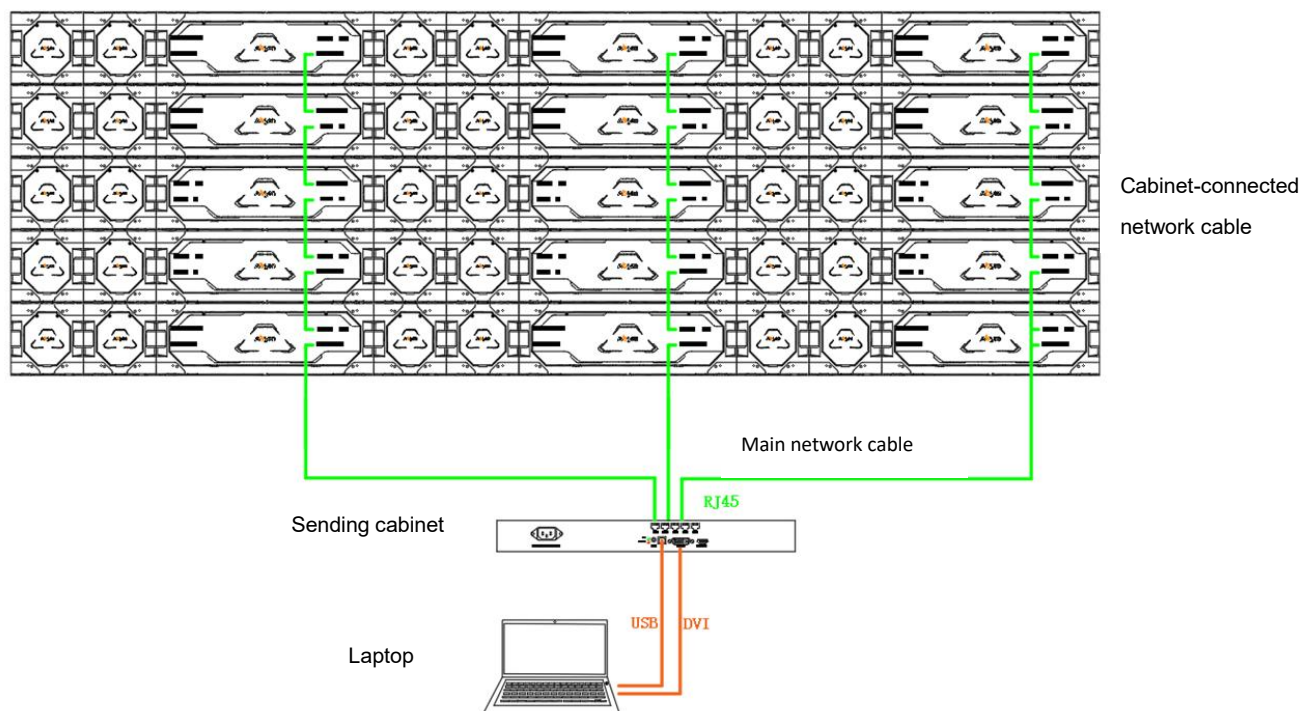 Cabinet-connected
network cable
Main network cable
RJ45
Sending cabinet
USB
DVI
Laptop